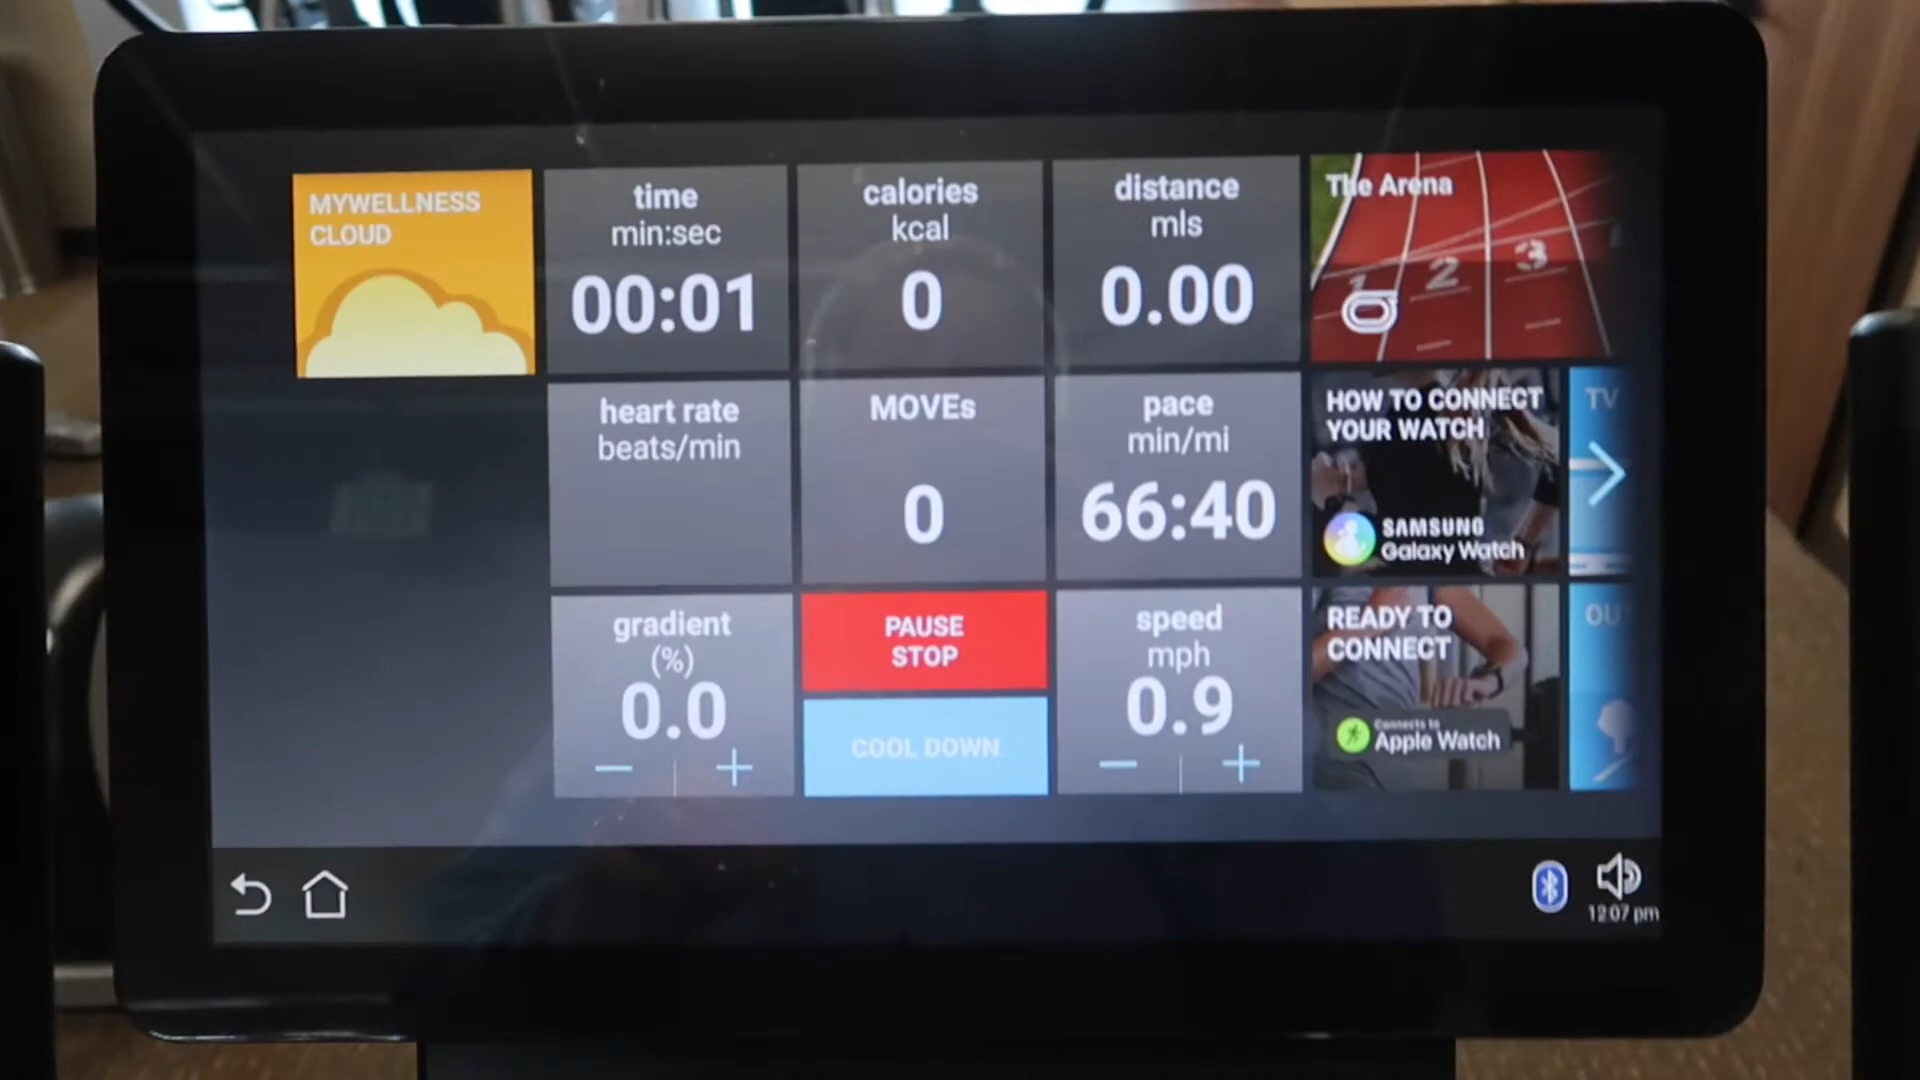 MYWELLNESS
CLOUD
time
min:sec
00:01
calories
kcal
0
distance
mls
0.00
The Arena
1 2 3
heart rate
beats/min
MOVEs
0
pace
min/mi
66:40
HOW TO CONNECT
YOUR WATCH
SAMSUNG
Galaxy Watch
TV
gradient
(%)
0.0
− +
PAUSE
STOP
COOL DOWN
speed
mph
0.9
− +
READY TO
CONNECT
Connects to
Apple Watch
OU
12:07 pm